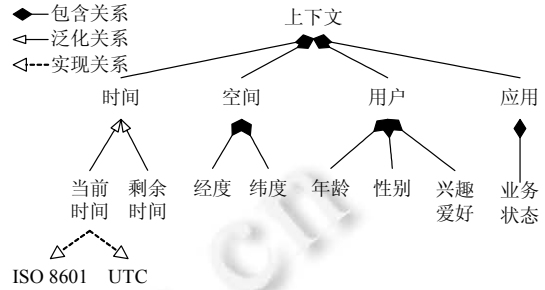 包含关系
泛化关系
实现关系
上下文
时间 空间 用户 应用
当前
时间
剩余
时间
经度 纬度 年龄 性别
兴趣
爱好
业务
状态
ISO 8601 UTC